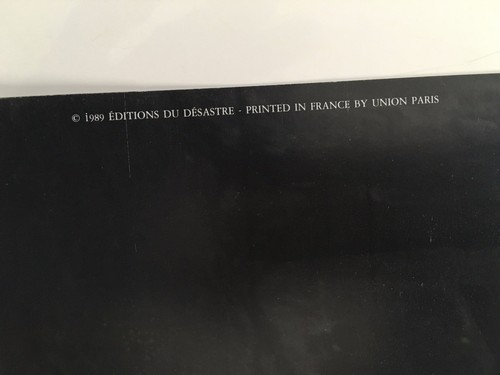 © 1989 ÉDITIONS DU DÉSASTRE - PRINTED IN FRANCE BY UNION PARIS